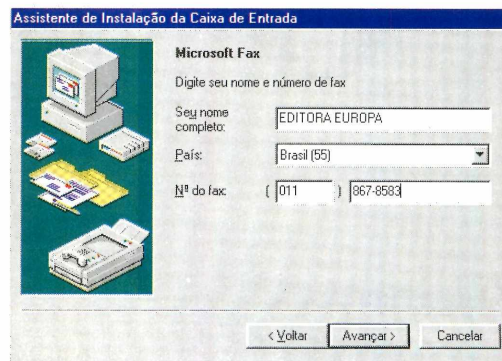 Assistente de Instalação da Caixa de Entrada
Microsoft Fax
Digite seu nome e número de fax
Seu nome
completo:
EDITORA EUROPA
País:
Brasil (55)
Nº do fax:
( 011 ) 867-8583
< Voltar
Avançar >
Cancelar